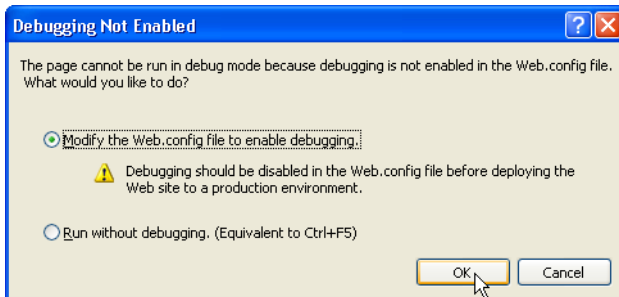 Debugging Not Enabled
The page cannot be run in debug mode because debugging is not enabled in the Web.config file.
What would you like to do?
Modify the Web.config file to enable debugging.
Debugging should be disabled in the Web.config file before deploying the
Web site to a production environment.
Run without debugging. (Equivalent to Ctrl+F5)
OK Cancel